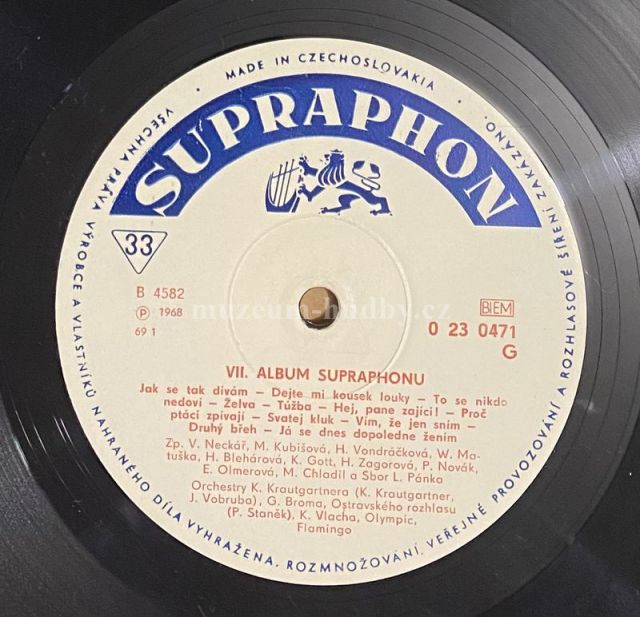 MADE IN CZECHOSLOVAKIA
VŠECHNA PRÁVA VÝROBCE A VLASTNÍKŮ NAHRANÉHO DÍLA VYHRAŽENA. ROZMNOŽOVÁNÍ, VEŘEJNÉ PROVOZOVÁNÍ A ROZHLASOVÉ ŠÍŘENÍ ZAKÁZÁNO
SUPRAPHON
33
B 4582
Ⓟ 1968
69 1
BIEM
0 23 0471
G
muzeum-hudby.cz
VII. ALBUM SUPRAPHONU
Jak se tak dívám – Dejte mi kousek louky – To se nikdo
nedoví – Želva – Túžba – Hej, pane zajíci! – Proč
ptáci zpívají – Svatej kluk – Vím, že jen sním –
Druhý břeh – Já se dnes dopoledne žením
Zp. V. Neckář, M. Kubišová, H. Vondráčková, W. Ma-
tuška, H. Blehárová, K. Gott, H. Zagorová, P. Novák,
E. Olmerová, M. Chladil a Sbor L. Pánka
Orchestry K. Krautgartnera (K. Krautgartner,
J. Vobruba), G. Broma, Ostravského rozhlasu
(P. Staněk), K. Vlacha, Olympic,
Flamingo